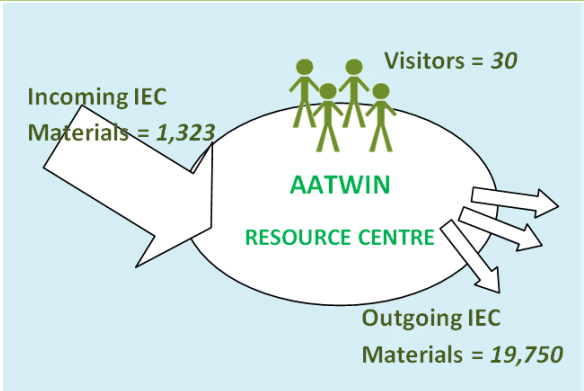 Visitors = 30
Incoming IEC
Materials = 1,323
AATWIN
RESOURCE CENTRE
Outgoing IEC
Materials = 19,750